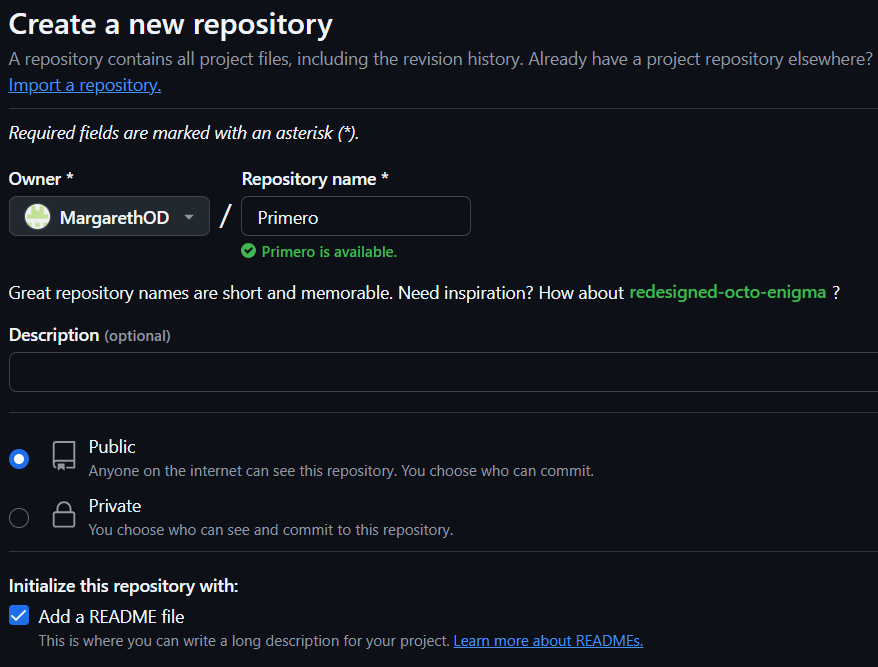 Create a new repository
A repository contains all project files, including the revision history. Already have a project repository elsewhere?
Import a repository.
Required fields are marked with an asterisk (*).
Owner * Repository name *
MargarethOD / Primero
Primero is available.
Great repository names are short and memorable. Need inspiration? How about redesigned-octo-enigma ?
Description (optional)
Public
Anyone on the internet can see this repository. You choose who can commit.
Private
You choose who can see and commit to this repository.
Initialize this repository with:
Add a README file
This is where you can write a long description for your project. Learn more about READMEs.